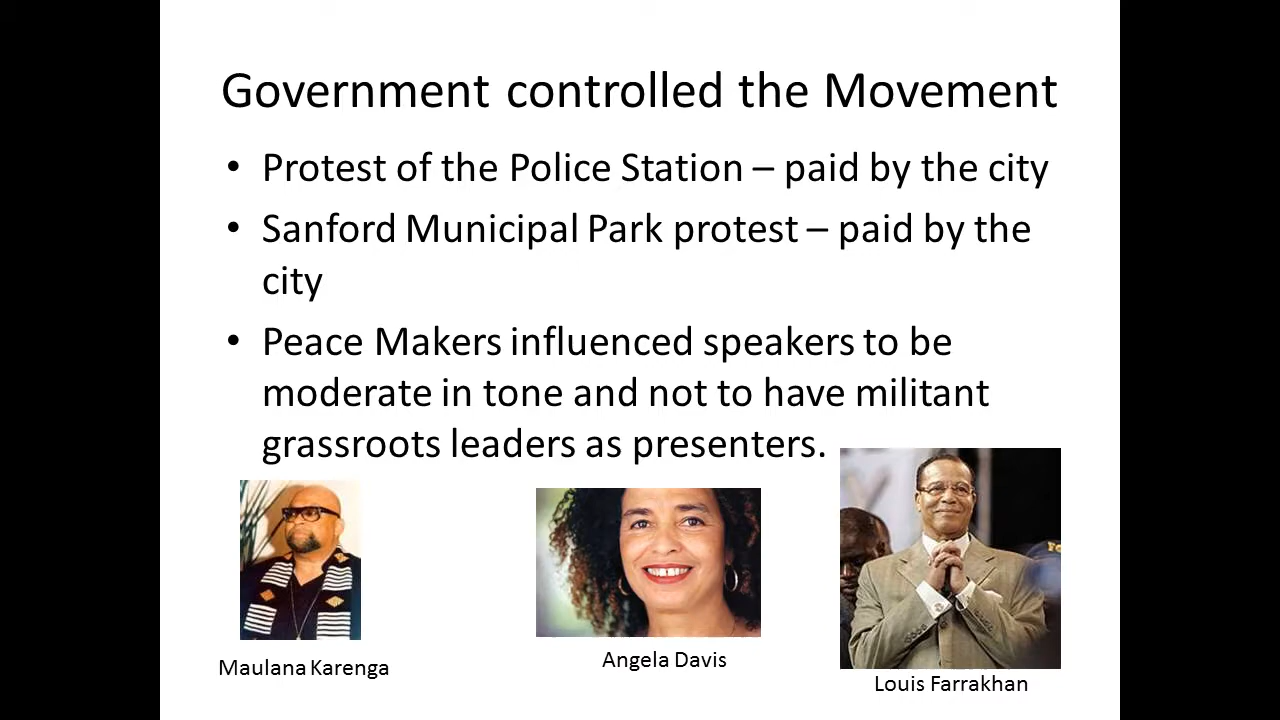 Government controlled the Movement
• Protest of the Police Station – paid by the city
• Sanford Municipal Park protest – paid by the
city
• Peace Makers influenced speakers to be
moderate in tone and not to have militant
grassroots leaders as presenters.
Maulana Karenga
Angela Davis
Louis Farrakhan